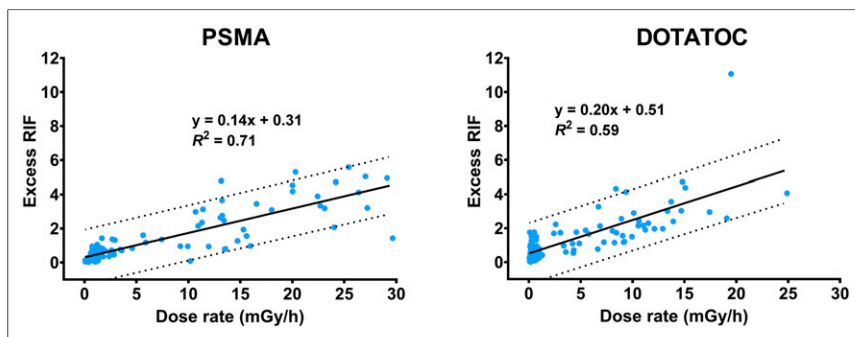 PSMA
12
10
8
6
4
2
0
Excess RIF
y = 0.14x + 0.31
R² = 0.71
0 5 10 15 20 25 30
Dose rate (mGy/h)
DOTATOC
12
10
8
6
4
2
0
Excess RIF
y = 0.20x + 0.51
R² = 0.59
0 5 10 15 20 25 30
Dose rate (mGy/h)